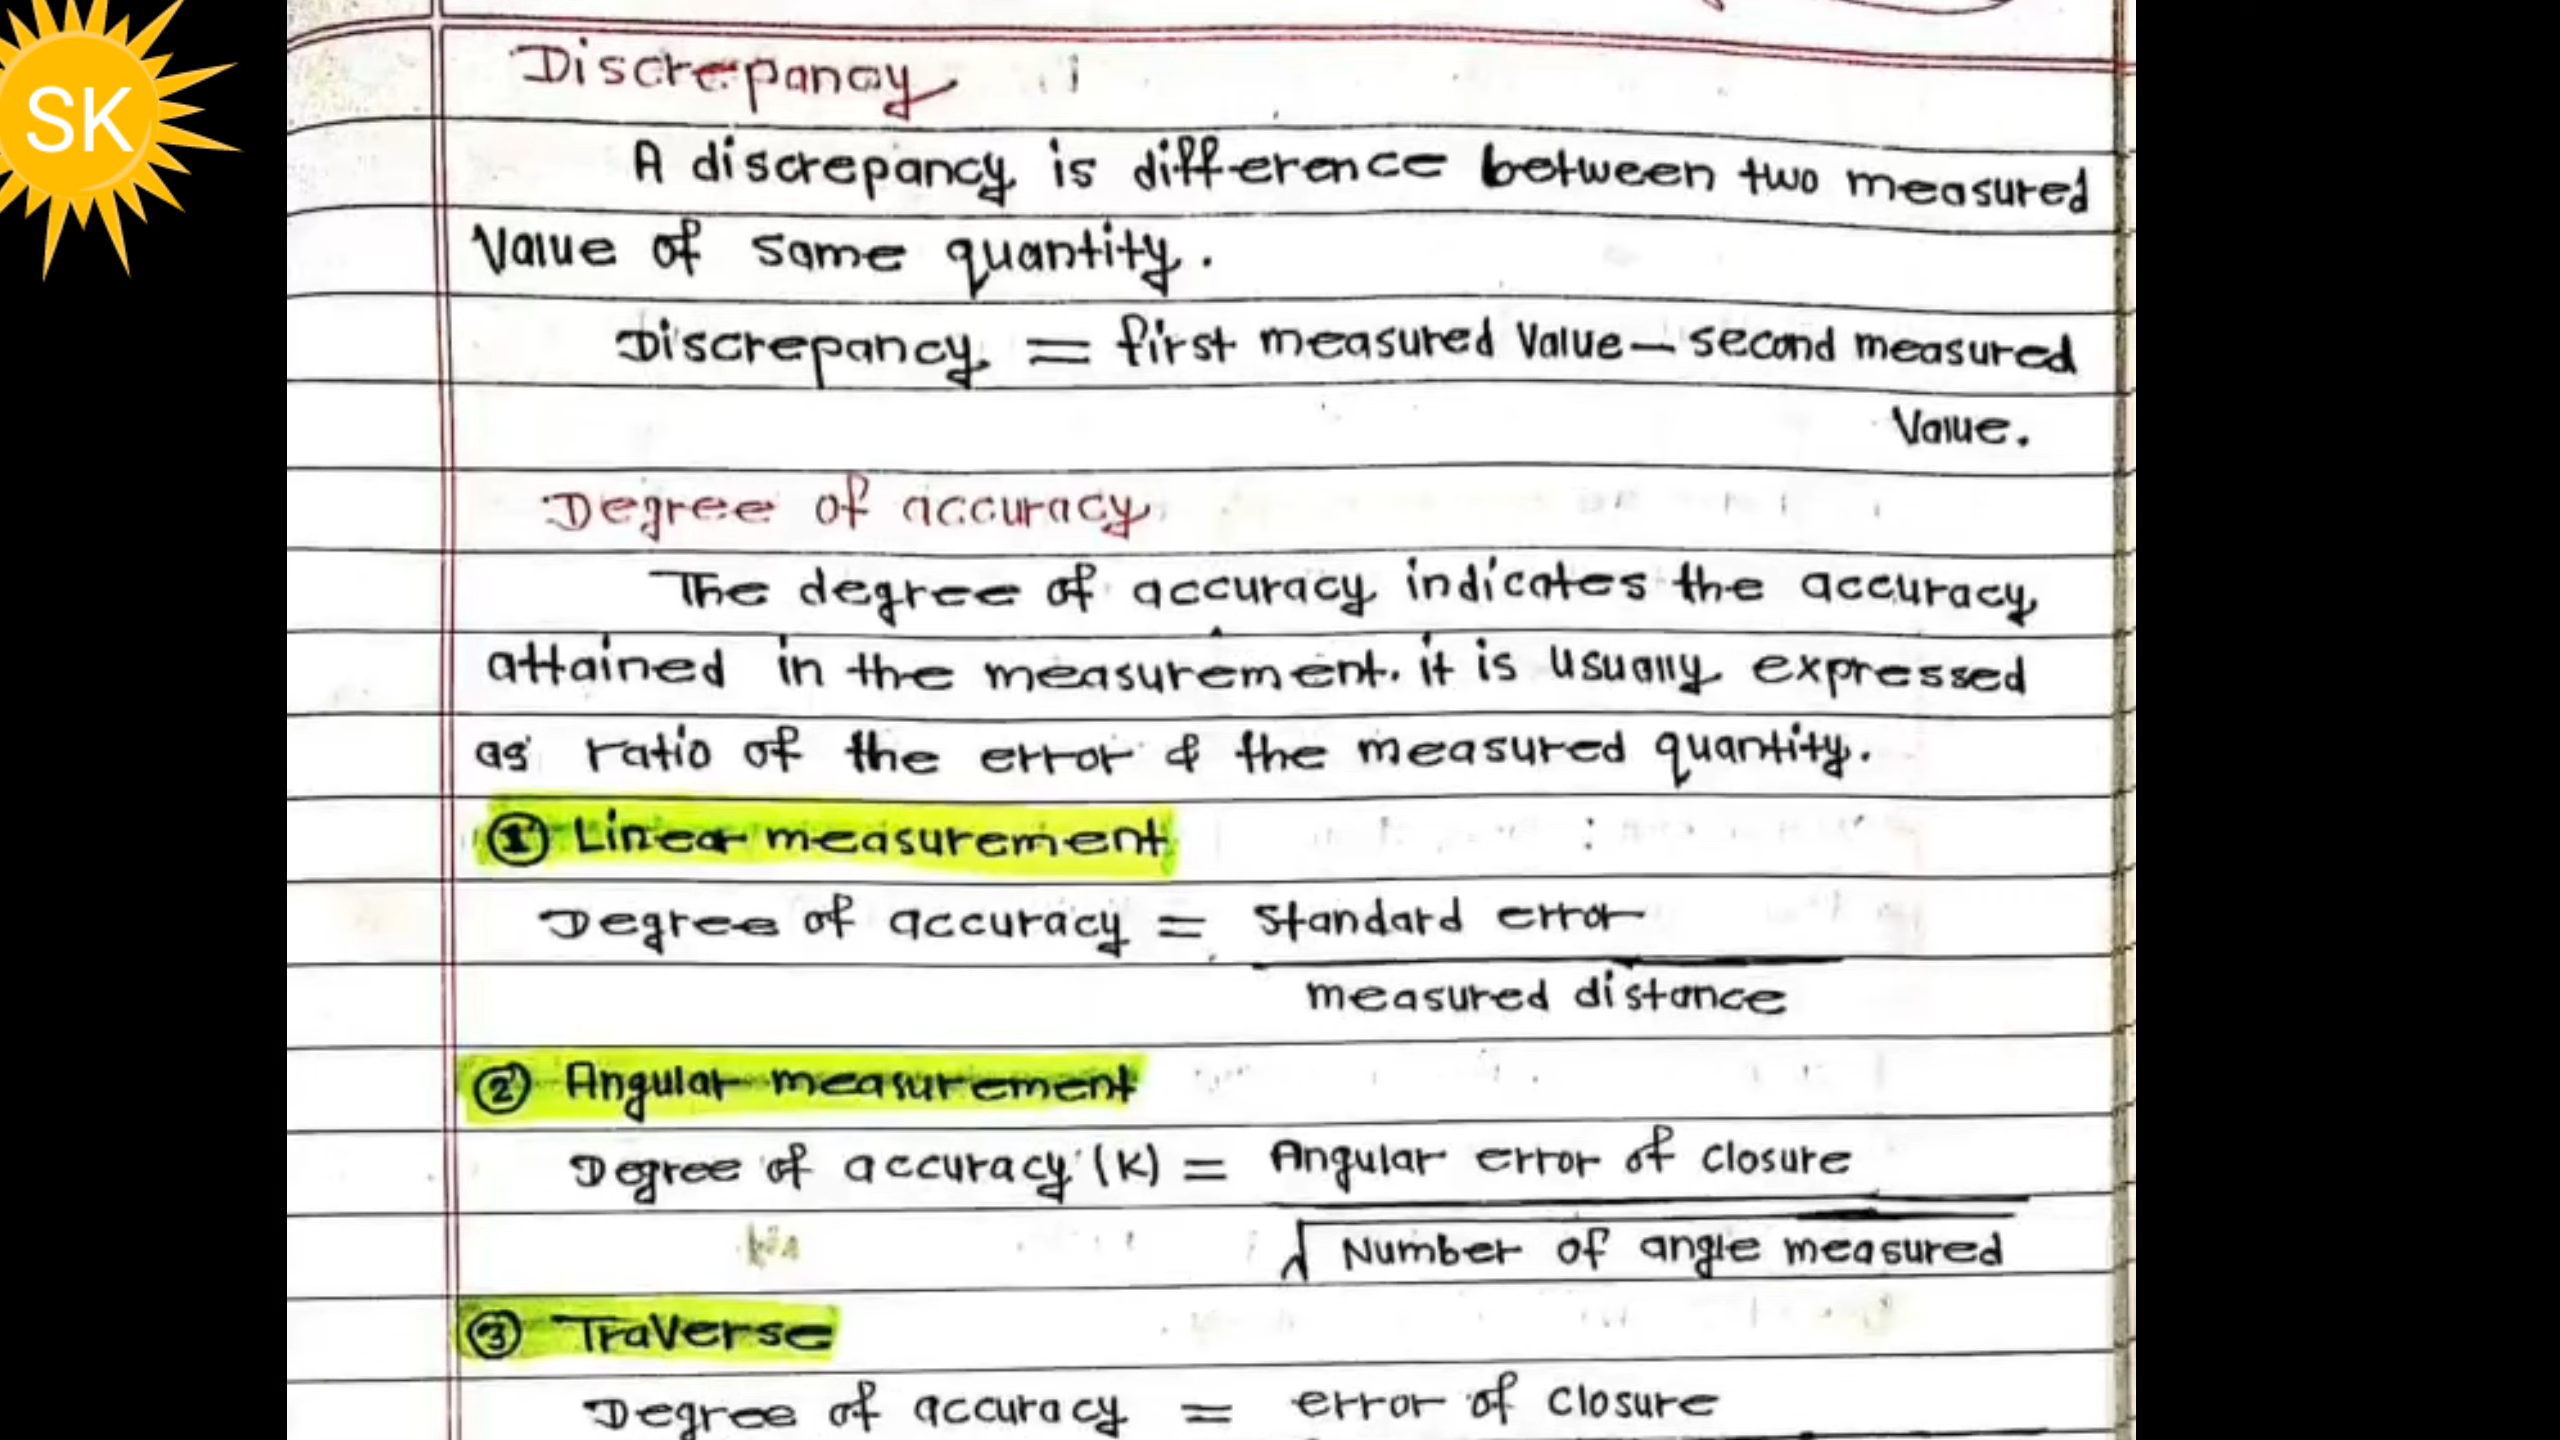 SK
Discrepancy
A discrepancy is difference between two measured
Value of same quantity.
Discrepancy = first measured Value – second measured
Value.
Degree of accuracy
The degree of accuracy indicates the accuracy
attained in the measurement. it is usually expressed
as ratio of the error & the measured quantity.
① Linear measurement
Degree of accuracy = standard error
measured distance
② Angular measurement
Degree of accuracy (K) = Angular error of closure
√Number of angle measured
③ Traverse
Degree of accuracy = error of closure